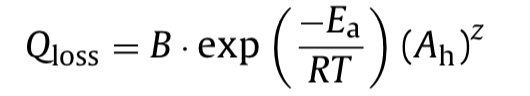 Q_loss = B · exp ( −E_a / RT ) (A_h)^z